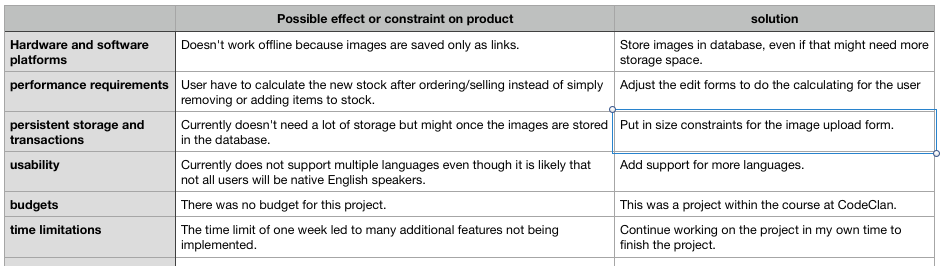 Possible effect or constraint on product
solution
Hardware and software
platforms
Doesn't work offline because images are saved only as links.
Store images in database, even if that might need more
storage space.
performance requirements
User have to calculate the new stock after ordering/selling instead of simply
removing or adding items to stock.
Adjust the edit forms to do the calculating for the user
persistent storage and
transactions
Currently doesn't need a lot of storage but might once the images are stored
in the database.
Put in size constraints for the image upload form.
usability
Currently does not support multiple languages even though it is likely that
not all users will be native English speakers.
Add support for more languages.
budgets
There was no budget for this project.
This was a project within the course at CodeClan.
time limitations
The time limit of one week led to many additional features not being
implemented.
Continue working on the project in my own time to
finish the project.